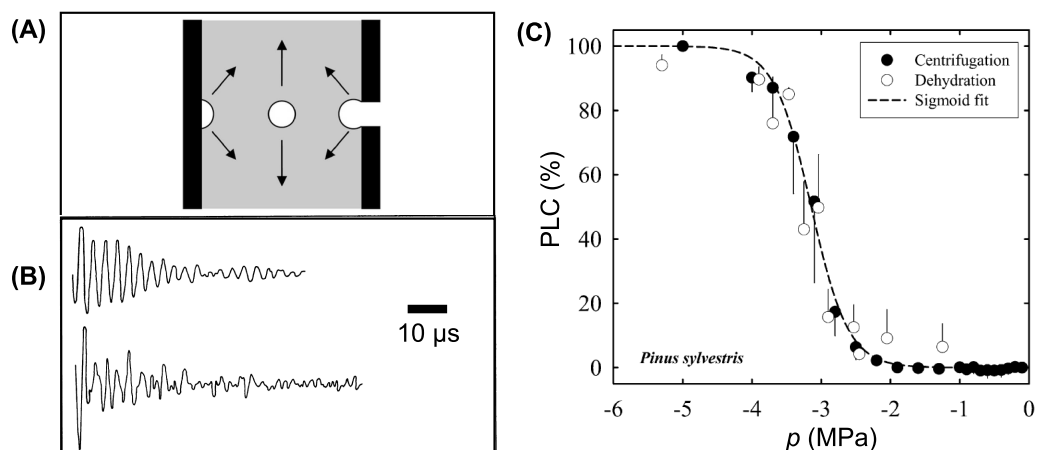 (A)
(B)
10 µs
(C)
100
80
60
40
20
0
PLC (%)
Centrifugation
Dehydration
Sigmoid fit
Pinus sylvestris
-6 -5 -4 -3 -2 -1 0
p (MPa)